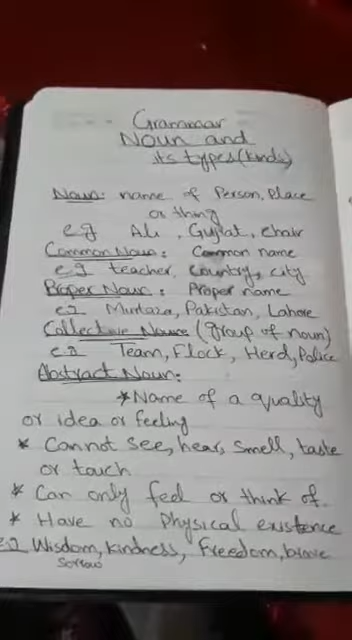 Grammar
Noun and
its types(kinds)
Noun: name of Person, Place
or thing
e.g Ali, Gujrat, chair
Common Noun: Common name
e.g teacher, Country, city
Proper Noun: Proper name
e.g Murtaza, Pakistan, Lahore
Collective Noun (group of noun)
e.g Team, Flock, Herd, Police
Abstract Noun:
* Name of a quality
or idea or feeling
* Cannot see, hear, smell, taste
or touch
* Can only feel or think of.
* Have no physical existence
e.g Wisdom, kindness, Freedom, brave
sorrow